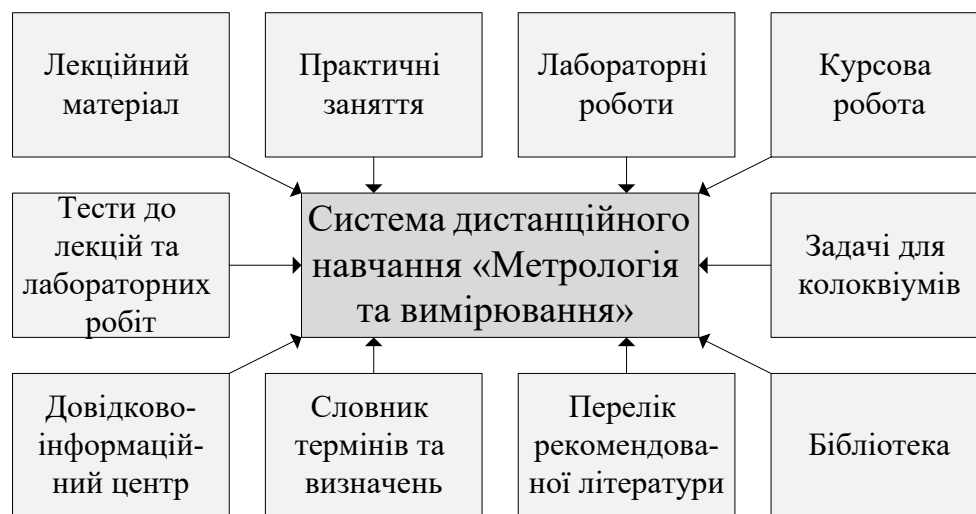 Лекційний
матеріал
Практичні
заняття
Лабораторні
роботи
Курсова
робота
Тести до
лекцій та
лабораторних
робіт
Система дистанційного
навчання «Метрологія
та вимірювання»
Задачі для
колоквіумів
Довідково-
інформацій-
ний центр
Словник
термінів та
визначень
Перелік
рекомендова-
ної літератури
Бібліотека